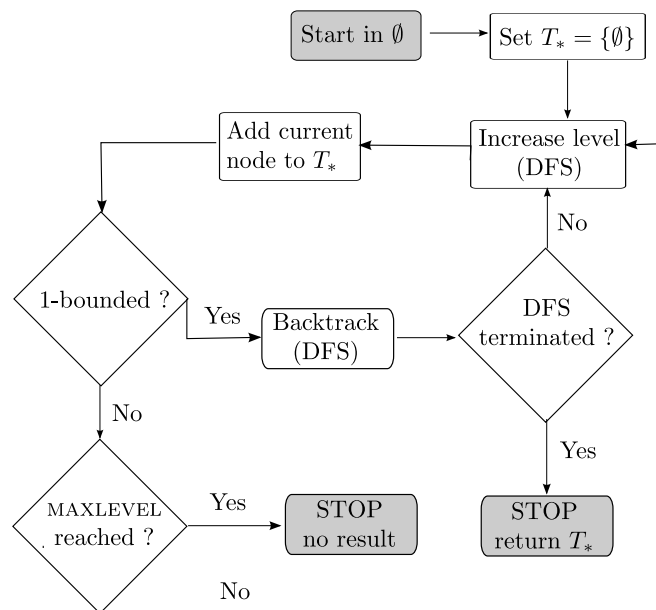 Start in ∅
Set T* = {∅}
Add current
node to T*
Increase level
(DFS)
No
1-bounded ?
Yes
Backtrack
(DFS)
DFS
terminated ?
No
Yes
MAXLEVEL
reached ?
Yes
STOP
no result
STOP
return T*
No